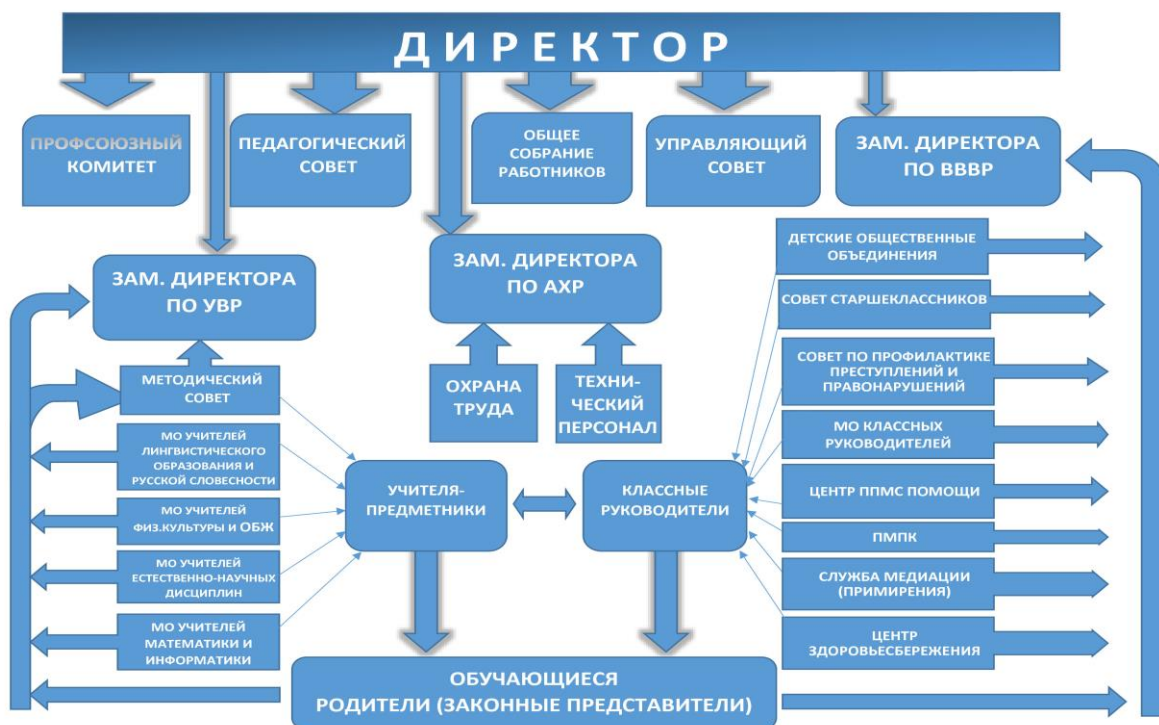 ДИРЕКТОР
ПРОФСОЮЗНЫЙ
КОМИТЕТ
ПЕДАГОГИЧЕСКИЙ
СОВЕТ
ОБЩЕЕ
СОБРАНИЕ
РАБОТНИКОВ
УПРАВЛЯЮЩИЙ
СОВЕТ
ЗАМ. ДИРЕКТОРА
ПО ВВВР
ЗАМ. ДИРЕКТОРА
ПО УВР
ЗАМ. ДИРЕКТОРА
ПО АХР
ДЕТСКИЕ ОБЩЕСТВЕННЫЕ
ОБЪЕДИНЕНИЯ
СОВЕТ СТАРШЕКЛАССНИКОВ
СОВЕТ ПО ПРОФИЛАКТИКЕ
ПРЕСТУПЛЕНИЙ И
ПРАВОНАРУШЕНИЙ
МО КЛАССНЫХ
РУКОВОДИТЕЛЕЙ
ЦЕНТР ППМС ПОМОЩИ
ПМПК
СЛУЖБА МЕДИАЦИИ
(ПРИМИРЕНИЯ)
ЦЕНТР
ЗДОРОВЬЕСБЕРЕЖЕНИЯ
ОХРАНА
ТРУДА
ТЕХНИ-
ЧЕСКИЙ
ПЕРСОНАЛ
МЕТОДИЧЕСКИЙ
СОВЕТ
МО УЧИТЕЛЕЙ
ЛИНГВИСТИЧЕСКОГО
ОБРАЗОВАНИЯ И
РУССКОЙ СЛОВЕСНОСТИ
МО УЧИТЕЛЕЙ
ФИЗ.КУЛЬТУРЫ и ОБЖ
МО УЧИТЕЛЕЙ
ЕСТЕСТВЕННО-НАУЧНЫХ
ДИСЦИПЛИН
МО УЧИТЕЛЕЙ
МАТЕМАТИКИ И
ИНФОРМАТИКИ
УЧИТЕЛЯ-
ПРЕДМЕТНИКИ
КЛАССНЫЕ
РУКОВОДИТЕЛИ
ОБУЧАЮЩИЕСЯ
РОДИТЕЛИ (ЗАКОННЫЕ ПРЕДСТАВИТЕЛИ)